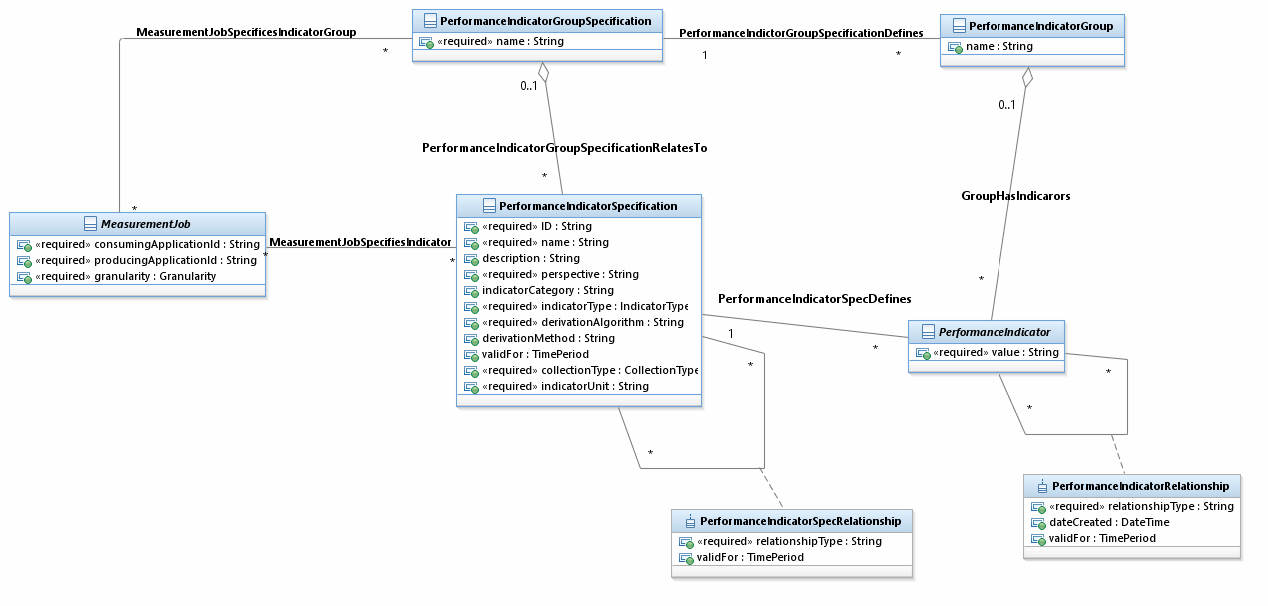 PerformanceIndicatorGroupSpecification
«required» name : String
PerformanceIndicatorGroup
name : String
MeasurementJobSpecificesIndicatorGroup
*
PerformanceIndictorGroupSpecificationDefines
1
*
0..1
0..1
PerformanceIndicatorGroupSpecificationRelatesTo
*
GroupHasIndicarors
*
*
MeasurementJob
«required» consumingApplicationId : String
«required» producingApplicationId : String
«required» granularity : Granularity
MeasurementJobSpecifiesIndicator
*
*
PerformanceIndicatorSpecification
«required» ID : String
«required» name : String
description : String
«required» perspective : String
indicatorCategory : String
«required» indicatorType : IndicatorType
«required» derivationAlgorithm : String
derivationMethod : String
validFor : TimePeriod
«required» collectionType : CollectionType
«required» indicatorUnit : String
PerformanceIndicatorSpecDefines
1
*
*
*
PerformanceIndicator
«required» value : String
*
*
PerformanceIndicatorSpecRelationship
«required» relationshipType : String
validFor : TimePeriod
PerformanceIndicatorRelationship
«required» relationshipType : String
dateCreated : DateTime
validFor : TimePeriod